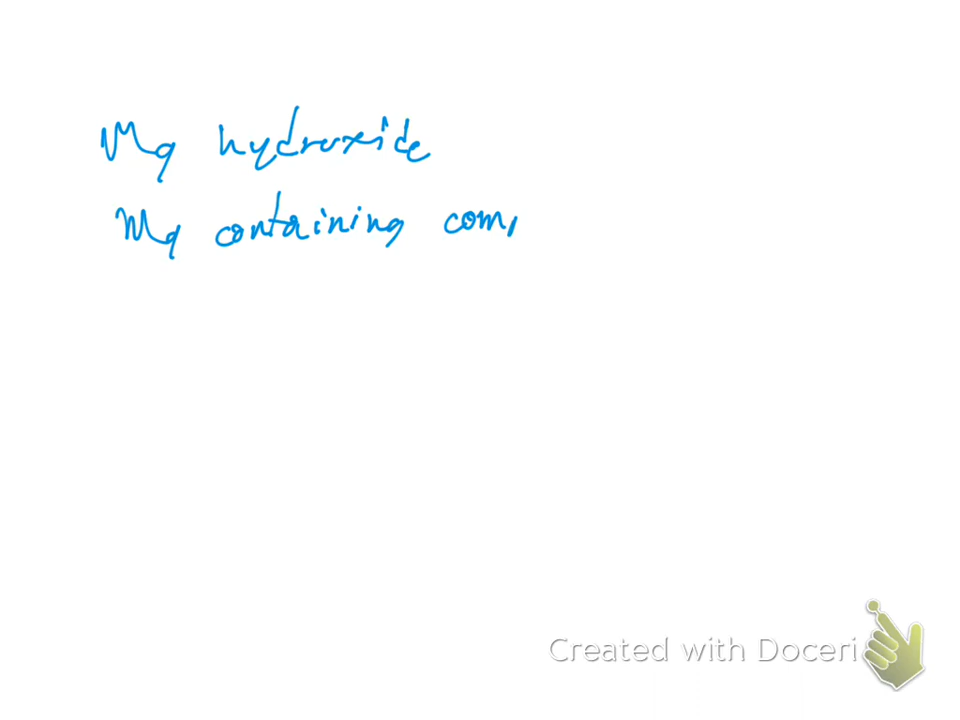 Mg hydroxide
Mg containing com
Created with Doceri